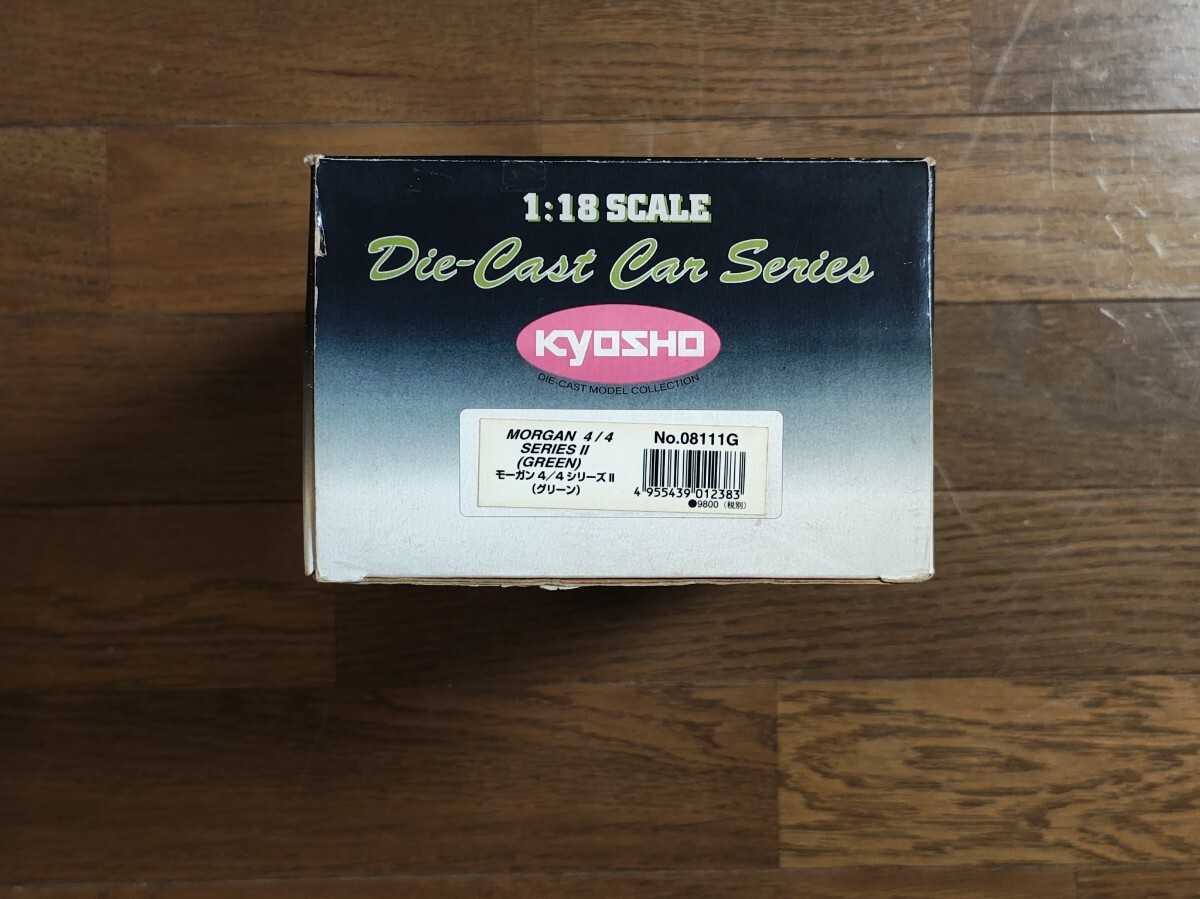 1:18 SCALE
Die-Cast Car Series
KYOSHO
DIE-CAST MODEL COLLECTION
MORGAN 4/4
SERIES II
(GREEN)
モーガン 4/4 シリーズ II
(グリーン)
No.08111G
4 955439 012383
●9800 (税別)